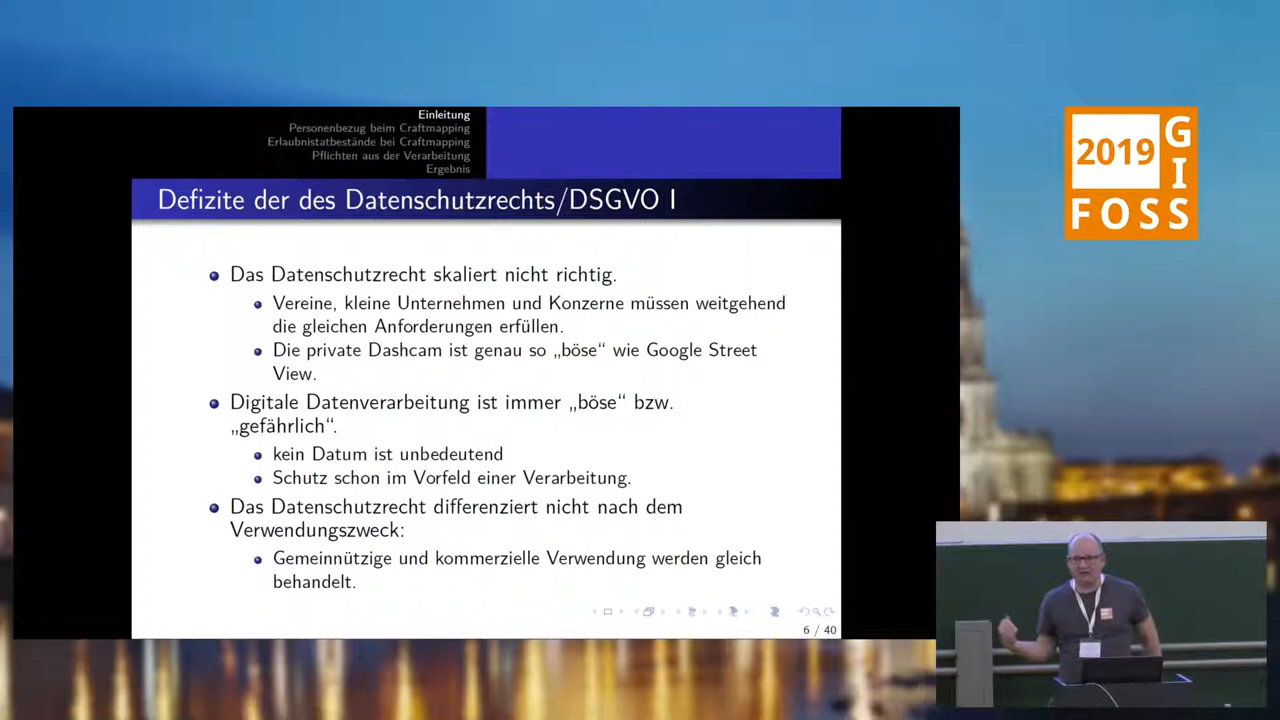 Einleitung
Personenbezug beim Craftmapping
Erlaubnistatbestände bei Craftmapping
Pflichten aus der Verarbeitung
Ergebnis
Defizite der des Datenschutzrechts/DSGVO I
Das Datenschutzrecht skaliert nicht richtig.
Vereine, kleine Unternehmen und Konzerne müssen weitgehend
die gleichen Anforderungen erfüllen.
Die private Dashcam ist genau so „böse“ wie Google Street
View.
Digitale Datenverarbeitung ist immer „böse“ bzw.
„gefährlich“.
kein Datum ist unbedeutend
Schutz schon im Vorfeld einer Verarbeitung.
Das Datenschutzrecht differenziert nicht nach dem
Verwendungszweck:
Gemeinnützige und kommerzielle Verwendung werden gleich
behandelt.
6 / 40
2019
GIS
FOSS